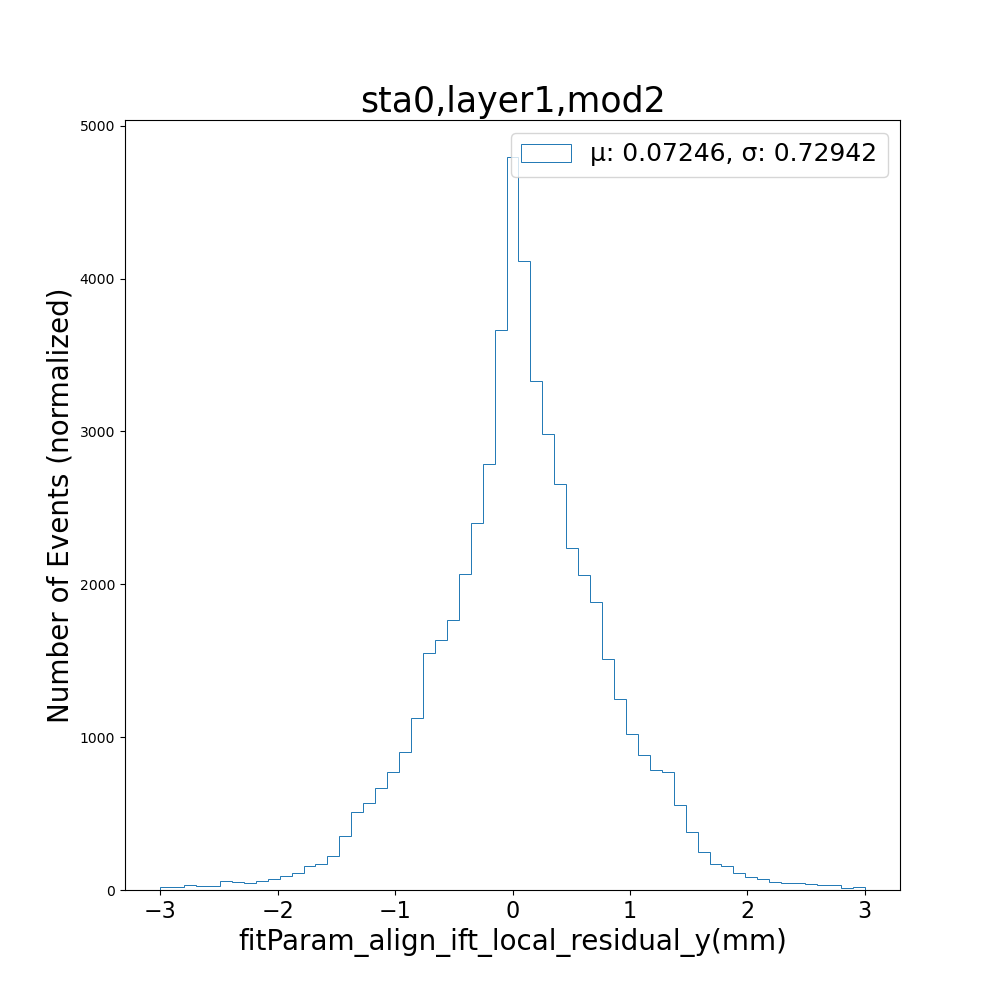 sta0,layer1,mod2
μ: 0.07246, σ: 0.72942
Number of Events (normalized)
5000
4000
3000
2000
1000
0
−3 −2 −1 0 1 2 3
fitParam_align_ift_local_residual_y(mm)